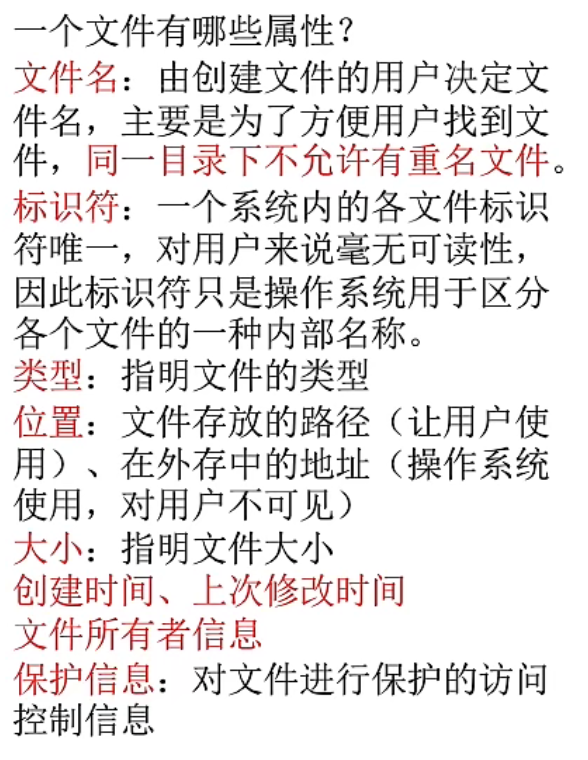 一个文件有哪些属性？
文件名：由创建文件的用户决定文
件名，主要是为了方便用户找到文
件，同一目录下不允许有重名文件。
标识符：一个系统内的各文件标识
符唯一，对用户来说毫无可读性，
因此标识符只是操作系统用于区分
各个文件的一种内部名称。
类型：指明文件的类型
位置：文件存放的路径（让用户使
用）、在外存中的地址（操作系统
使用，对用户不可见）
大小：指明文件大小
创建时间、上次修改时间
文件所有者信息
保护信息：对文件进行保护的访问
控制信息